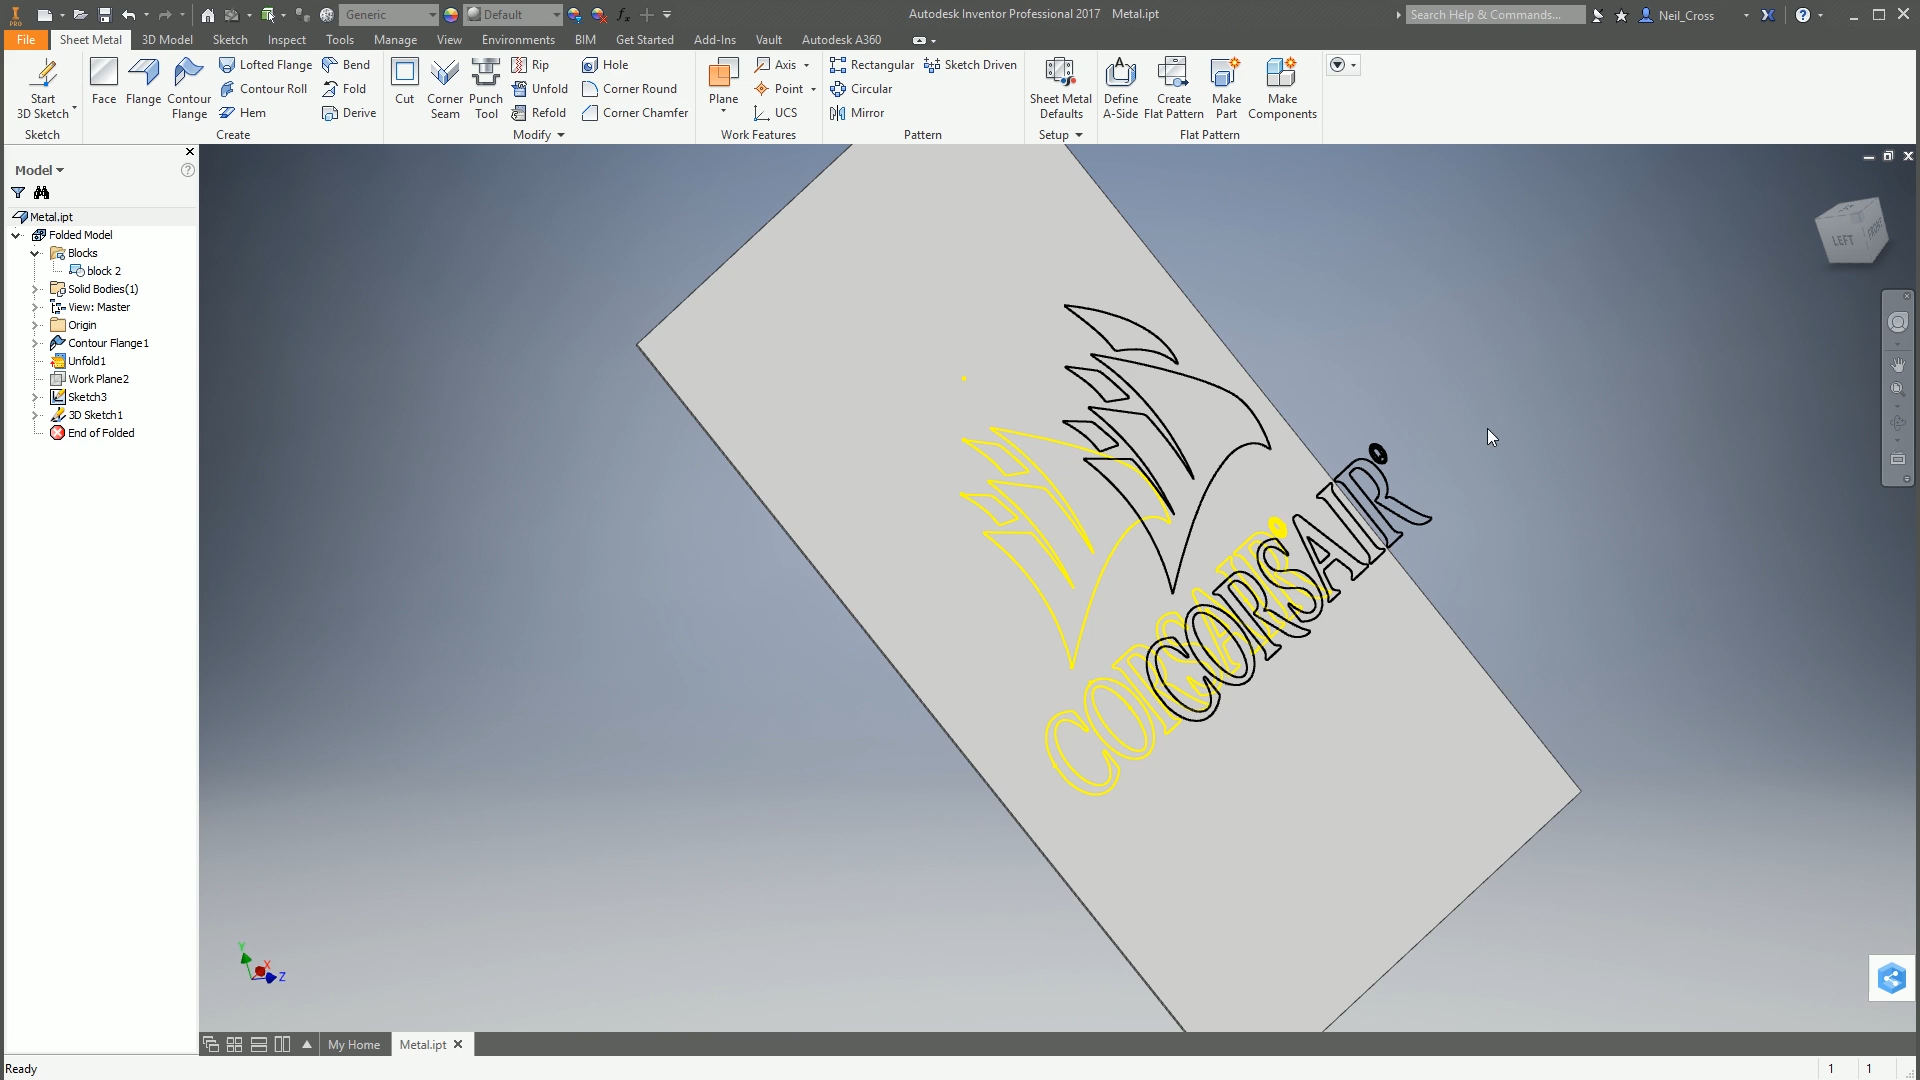 Generic
Default
Autodesk Inventor Professional 2017 Metal.ipt
Search Help & Commands...
Neil_Cross
File
Sheet Metal
3D Model
Sketch
Inspect
Tools
Manage
View
Environments
BIM
Get Started
Add-Ins
Vault
Autodesk A360
Start
3D Sketch
Sketch
Face
Flange
Contour
Flange
Lofted Flange
Contour Roll
Hem
Bend
Fold
Derive
Create
Cut
Corner
Seam
Punch
Tool
Rip
Unfold
Refold
Hole
Corner Round
Corner Chamfer
Modify
Plane
Axis
Point
UCS
Work Features
Rectangular
Circular
Mirror
Sketch Driven
Pattern
Sheet Metal
Defaults
Setup
Define
A-Side
Create
Flat Pattern
Make
Part
Make
Components
Flat Pattern
Model
Metal.ipt
Folded Model
Blocks
block 2
Solid Bodies(1)
View: Master
Origin
Contour Flange1
Unfold1
Work Plane2
Sketch3
3D Sketch1
End of Folded
LEFT
FRONT
CORSAIR
CORSAIR
Y
X
Z
My Home
Metal.ipt
Ready
1 1